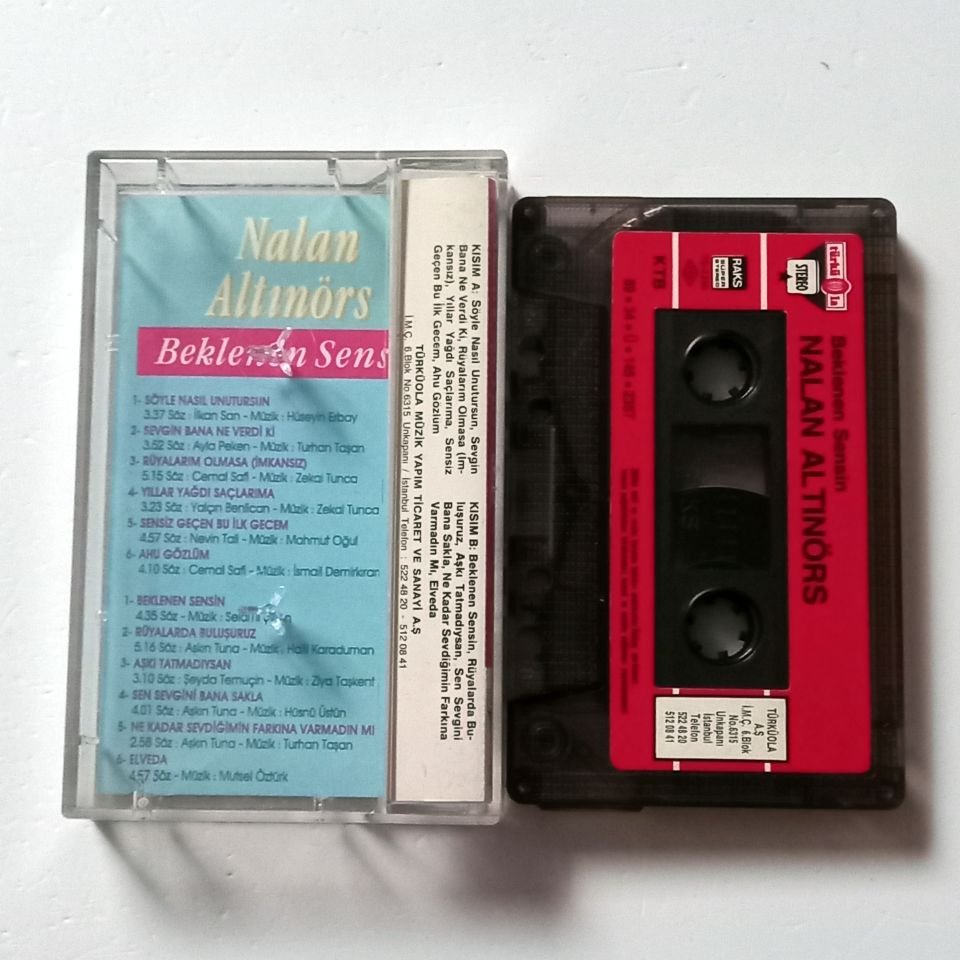 Nalan
Altınörs
Beklenen Sens
1- SÖYLE NASIL UNUTURSUN
3.37 Söz : İlkan San - Müzik : Hüseyin Erbay
2- SEVGİN BANA NE VERDİ Kİ
3.52 Söz : Ayla Peken - Müzik : Turhan Taşan
3- RÜYALARIM OLMASA (İMKANSIZ)
5.15 Söz : Cemal Safi - Müzik : Zekai Tunca
4- YILLAR YAĞDI SAÇLARIMA
3.23 Söz : Yalçın Benlican - Müzik : Zekai Tunca
5- SENSİZ GEÇEN BU İLK GECEM
4.57 Söz : Nevin Tali - Müzik : Mahmut Oğul
6- AHU GÖZLÜM
4.10 Söz : Cemal Safi - Müzik : İsmail Demirkıran
1- BEKLENEN SENSİN
4.35 Söz - Müzik :
2- RÜYALARDA BULUŞURUZ
5.16 Söz : Aşkın Tuna - Müzik : Halil Karaduman
3- AŞKI TATMADIYSAN
3.10 Söz : Şeyda Temuçin - Müzik : Ziya Taşkent
4- SEN SEVGİNİ BANA SAKLA
4.01 Söz : Aşkın Tuna - Müzik : Hüsnü Üstün
5- NE KADAR SEVDİĞİMİN FARKINA VARMADIN MI
2.58 Söz : Aşkın Tuna - Müzik : Turhan Taşan
6- ELVEDA
4.57 Söz - Müzik : Mutsel Öztürk
KISIM A: Söyle Nasıl Unutursun, Sevgin
Bana Ne Verdi Ki, Rüyalarım Olmasa (İm-
kansız), Yıllar Yağdı Saçlarıma, Sensiz
Geçen Bu İlk Gecem, Ahu Gözlüm
KISIM B: Beklenen Sensin, Rüyalarda Bu-
luşuruz, Aşkı Tatmadıysan, Sen Sevgini
Bana Sakla, Ne Kadar Sevdiğimin Farkına
Varmadın Mı, Elveda
TÜRKÜOLA MÜZİK YAPIM TİCARET VE SANAYİ A.Ş
İ.M.Ç. 6.Blok No 6315 Unkapanı / İstanbul Telefon : 522 48 20 - 512 08 41
STEREO
Beklenen Sensin
NALAN ALTINÖRS
RAKS
SUPER
STEREO
KTB
TÜRKÜOLA
A.Ş
İ.M.Ç. 6.Blok
No.6315
Unkapanı
İstanbul
Telefon
522 48 20
512 08 41